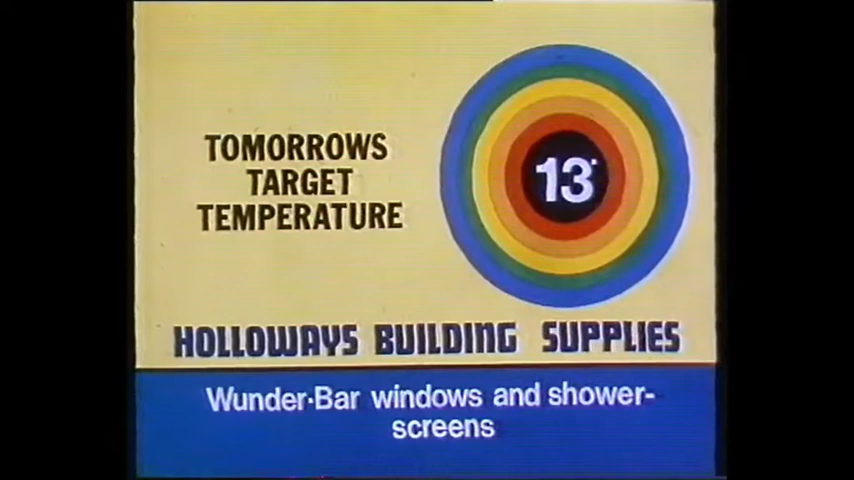 TOMORROWS
TARGET
TEMPERATURE
13°
HOLLOWAYS BUILDING SUPPLIES
Wunder·Bar windows and shower-
screens